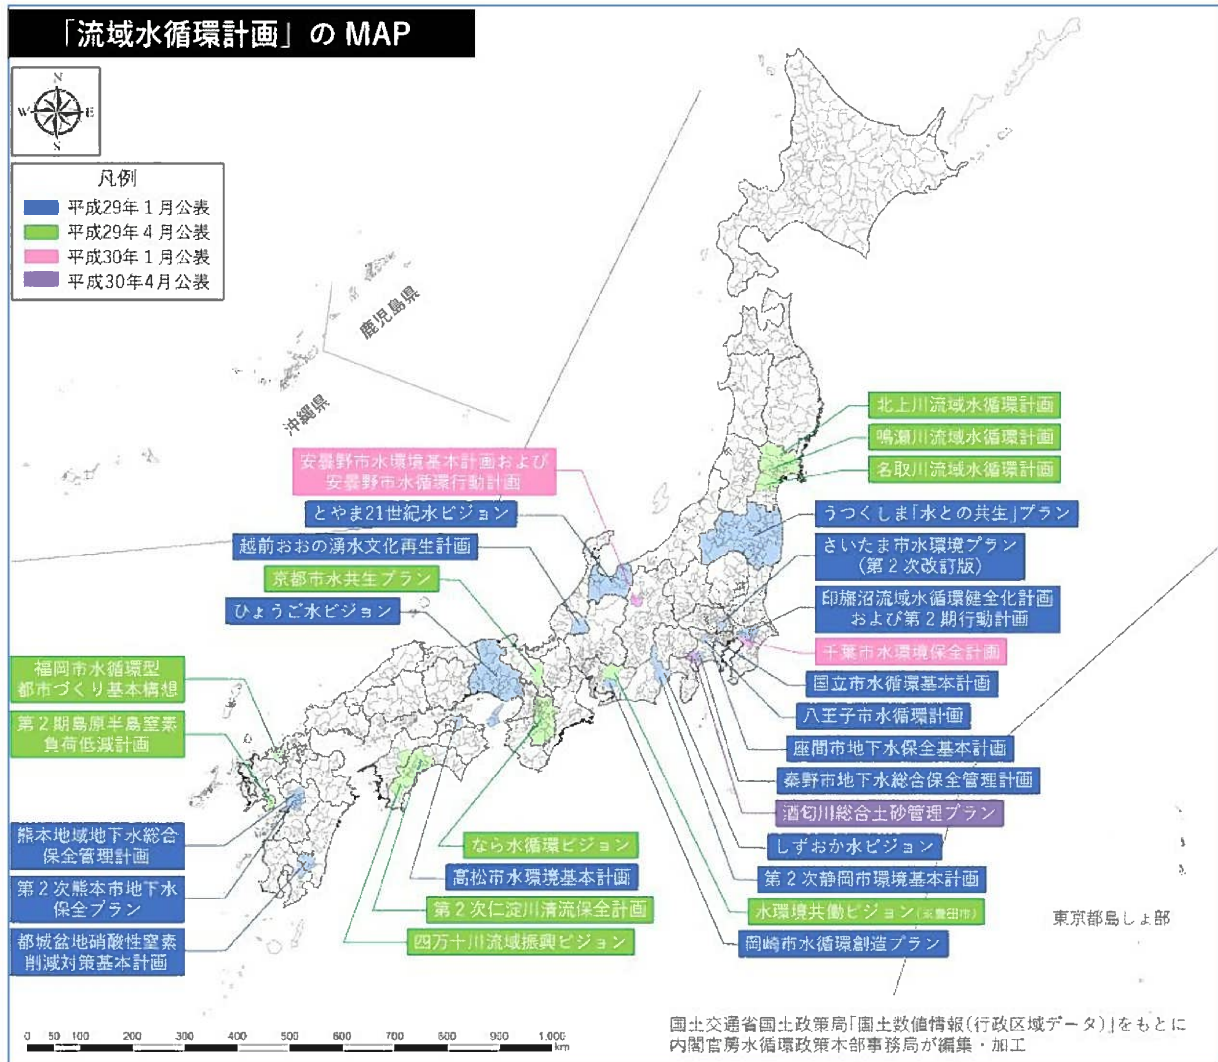 「流域水循環計画」の MAP
N
W E
S
凡例
平成29年1月公表
平成29年4月公表
平成30年1月公表
平成30年4月公表
鹿児島県
沖縄県
安曇野市水環境基本計画および
安曇野市水循環行動計画
とやま21世紀水ビジョン
越前おおの湧水文化再生計画
京都市水共生プラン
ひょうご水ビジョン
福岡市水循環型
都市づくり基本構想
第2期島原半島窒素
負荷低減計画
熊本地域地下水総合
保全管理計画
第2次熊本市地下水
保全プラン
都城盆地硝酸性窒素
削減対策基本計画
北上川流域水循環計画
鳴瀬川流域水循環計画
名取川流域水循環計画
うつくしま「水との共生」プラン
さいたま市水環境プラン
(第2次改訂版)
印旛沼流域水循環健全化計画
および第2期行動計画
千葉市水環境保全計画
国立市水循環基本計画
八王子市水循環計画
座間市地下水保全基本計画
秦野市地下水総合保全管理計画
酒匂川総合土砂管理プラン
しずおか水ビジョン
第2次静岡市環境基本計画
水環境共働ビジョン(※豊田市)
岡崎市水循環創造プラン
なら水循環ビジョン
高松市水環境基本計画
第2次仁淀川清流保全計画
四万十川流域振興ビジョン
東京都島しょ部
0 50 100 200 300 400 500 600 700 800 900 1,000
km
国土交通省国土政策局「国土数値情報(行政区域データ)」をもとに
内閣官房水循環政策本部事務局が編集・加工